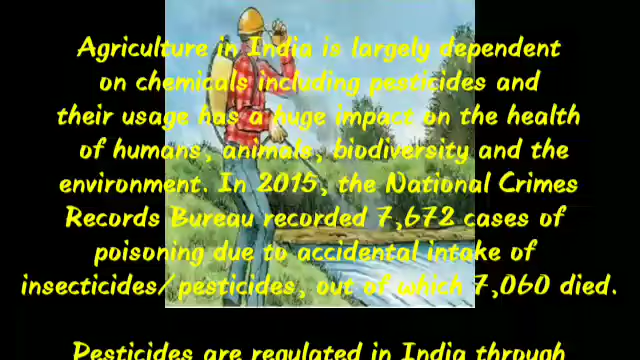 Agriculture in India is largely dependent
on chemicals including pesticides and
their usage has a huge impact on the health
of humans, animals, biodiversity and the
environment. In 2015, the National Crimes
Records Bureau recorded 7,672 cases of
poisoning due to accidental intake of
insecticides/pesticides, out of which 7,060 died.
Pesticides are regulated in India through